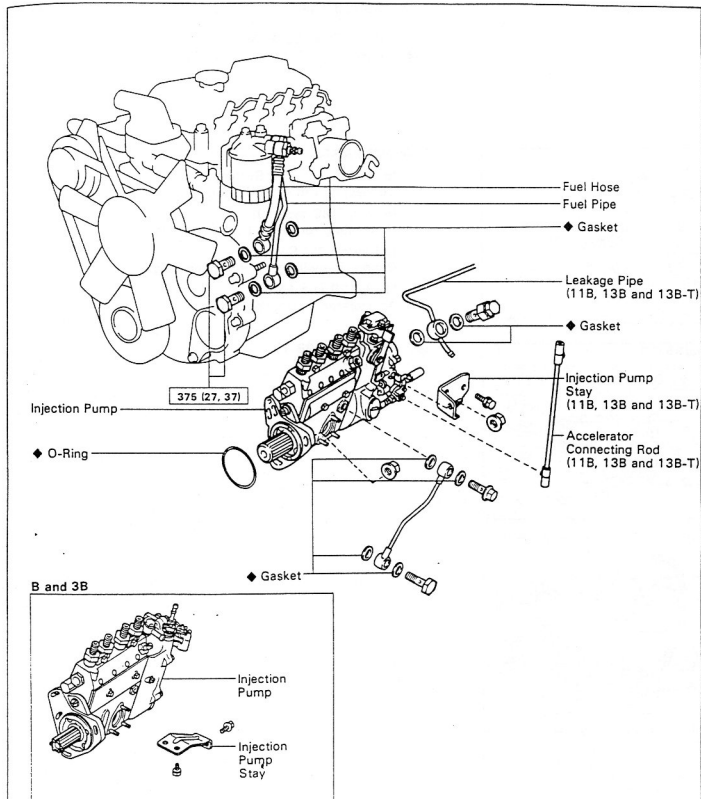 Fuel Hose
Fuel Pipe
◆ Gasket
Leakage Pipe
(11B, 13B and 13B-T)
◆ Gasket
375 (27, 37)
Injection Pump
Injection Pump
Stay
(11B, 13B and 13B-T)
◆ O-Ring
Accelerator
Connecting Rod
(11B, 13B and 13B-T)
◆ Gasket
B and 3B
Injection
Pump
Injection
Pump
Stay